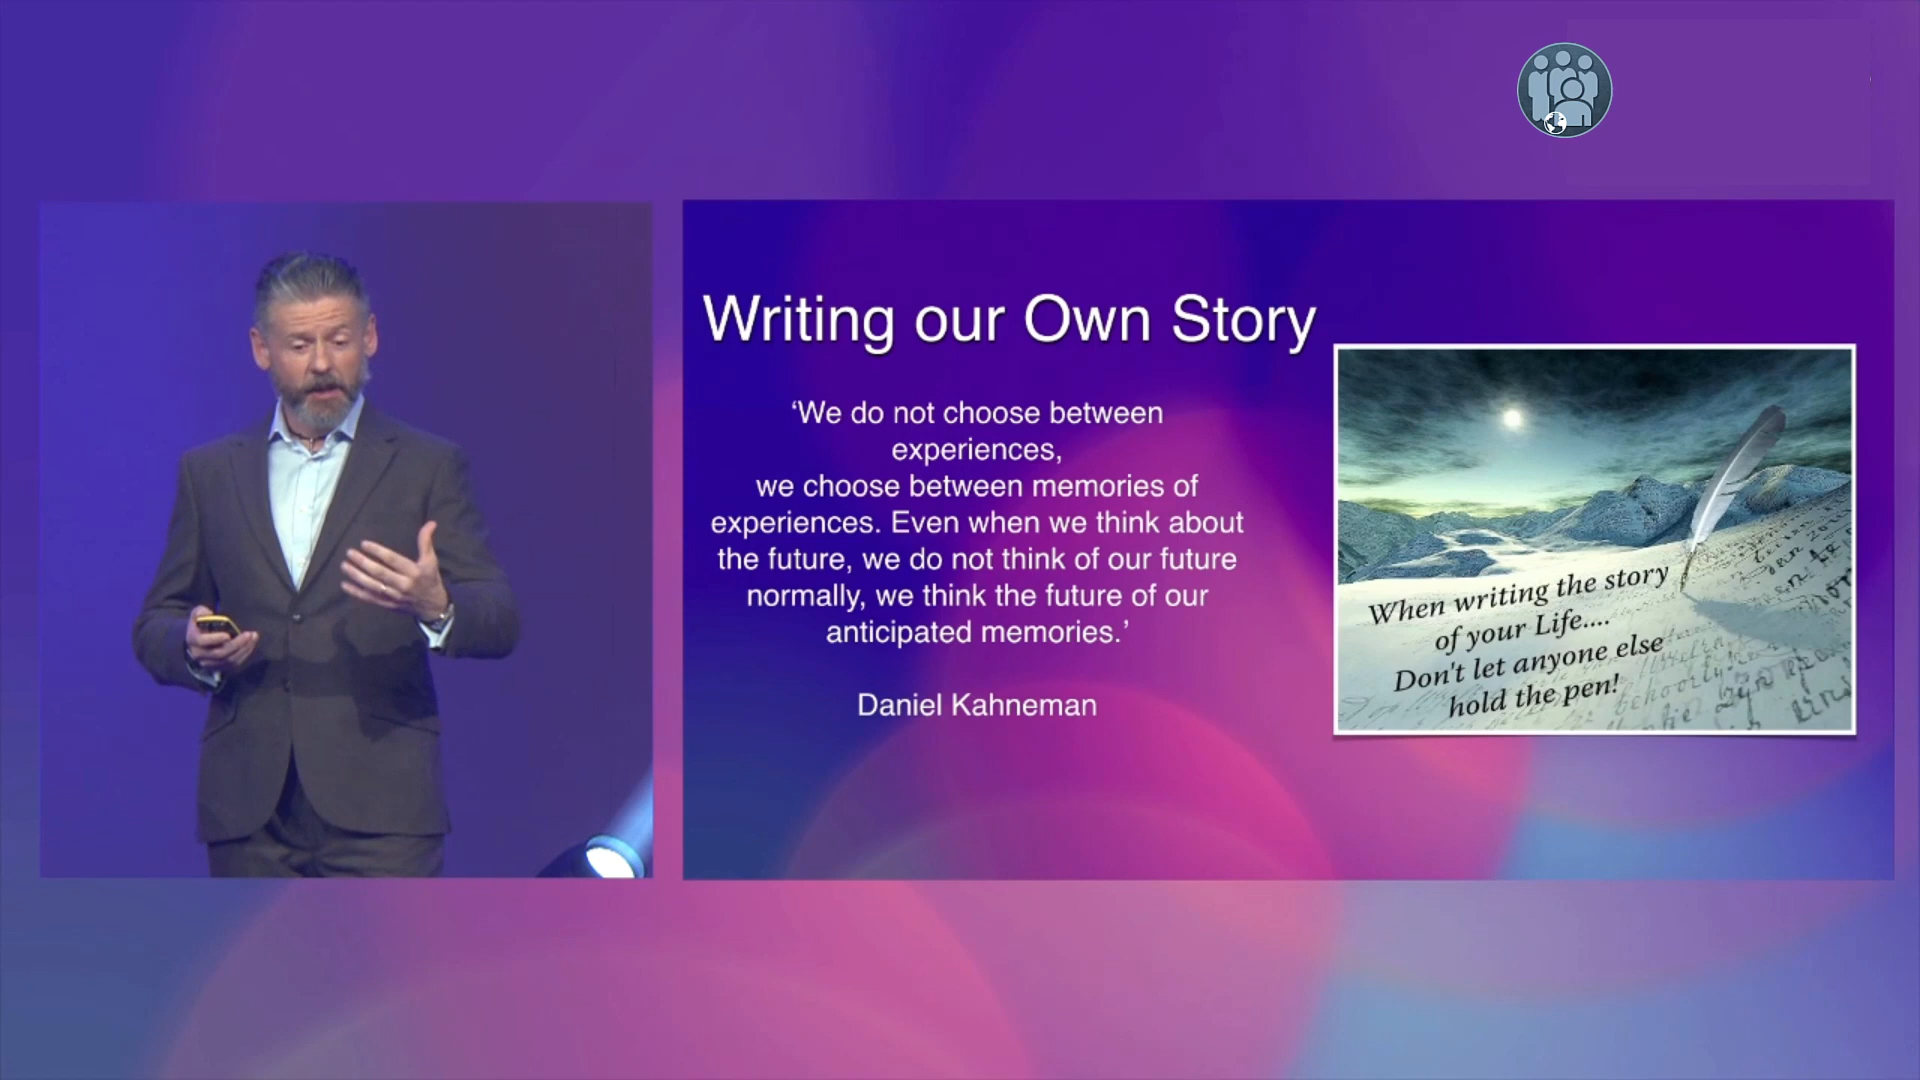 Writing our Own Story
‘We do not choose between
experiences,
we choose between memories of
experiences. Even when we think about
the future, we do not think of our future
normally, we think the future of our
anticipated memories.’
Daniel Kahneman
When writing the story
of your Life....
Don't let anyone else
hold the pen!